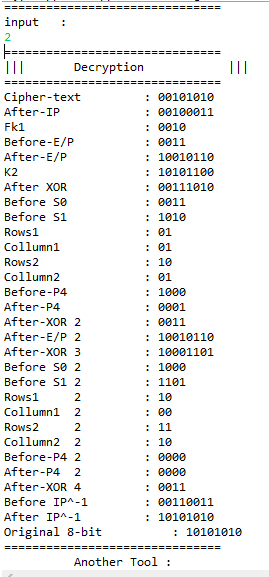 ==============================
input   :
2
==============================
|||       Decryption            |||
==============================
Cipher-text         : 00101010
After-IP            : 00100011
Fk1                 : 0010
Before-E/P          : 0011
After-E/P           : 10010110
K2                  : 10101100
After XOR           : 00111010
Before S0           : 0011
Before S1           : 1010
Rows1               : 01
Collumn1            : 01
Rows2               : 10
Collumn2            : 01
Before-P4           : 1000
After-P4            : 0001
After-XOR 2         : 0011
After-E/P 2         : 10010110
After-XOR 3         : 10001101
Before S0 2         : 1000
Before S1 2         : 1101
Rows1     2         : 10
Collumn1  2         : 00
Rows2     2         : 11
Collumn2  2         : 10
Before-P4 2         : 0000
After-P4  2         : 0000
After-XOR 4         : 0011
Before IP^-1        : 00110011
After IP^-1         : 10101010
Original 8-bit          : 10101010
==============================
          Another Tool :